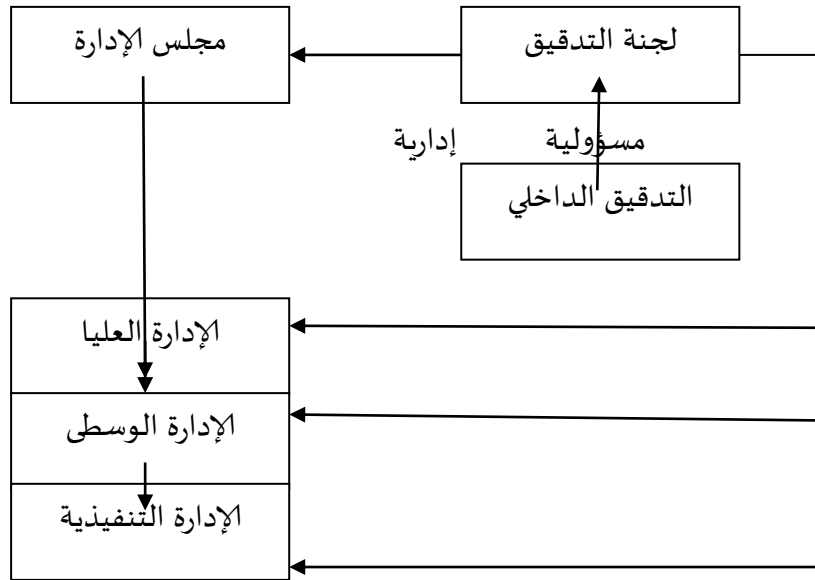 لجنة التدقيق
مجلس الإدارة
مسؤولية إدارية
التدقيق الداخلي
الإدارة العليا
الإدارة الوسطى
الإدارة التنفيذية